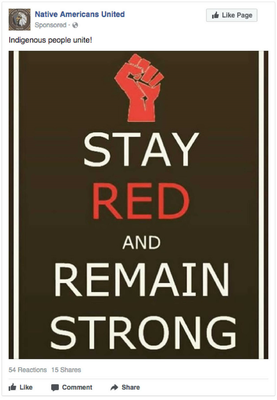 Native Americans United
Sponsored ·
Like Page
Indigenous people unite!
STAY
RED
AND
REMAIN
STRONG
54 Reactions 15 Shares
Like Comment Share